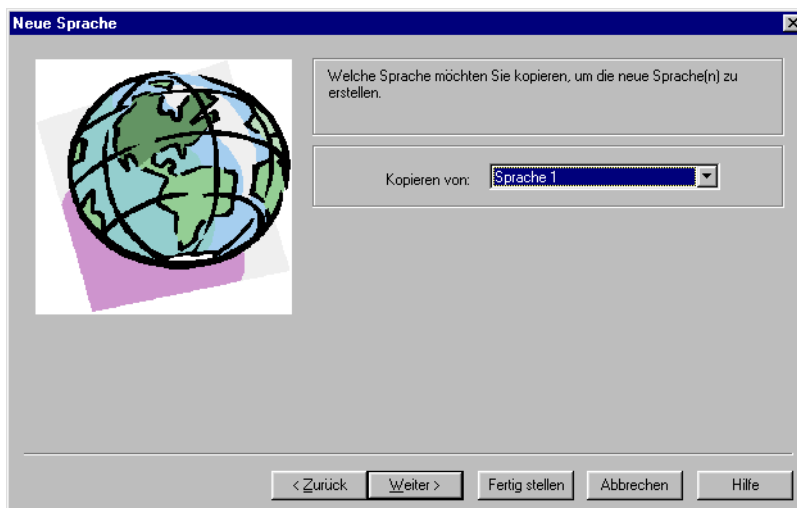 Neue Sprache
Welche Sprache möchten Sie kopieren, um die neue Sprache(n) zu
erstellen.
Kopieren von: Sprache 1
< Zurück Weiter > Fertig stellen Abbrechen Hilfe